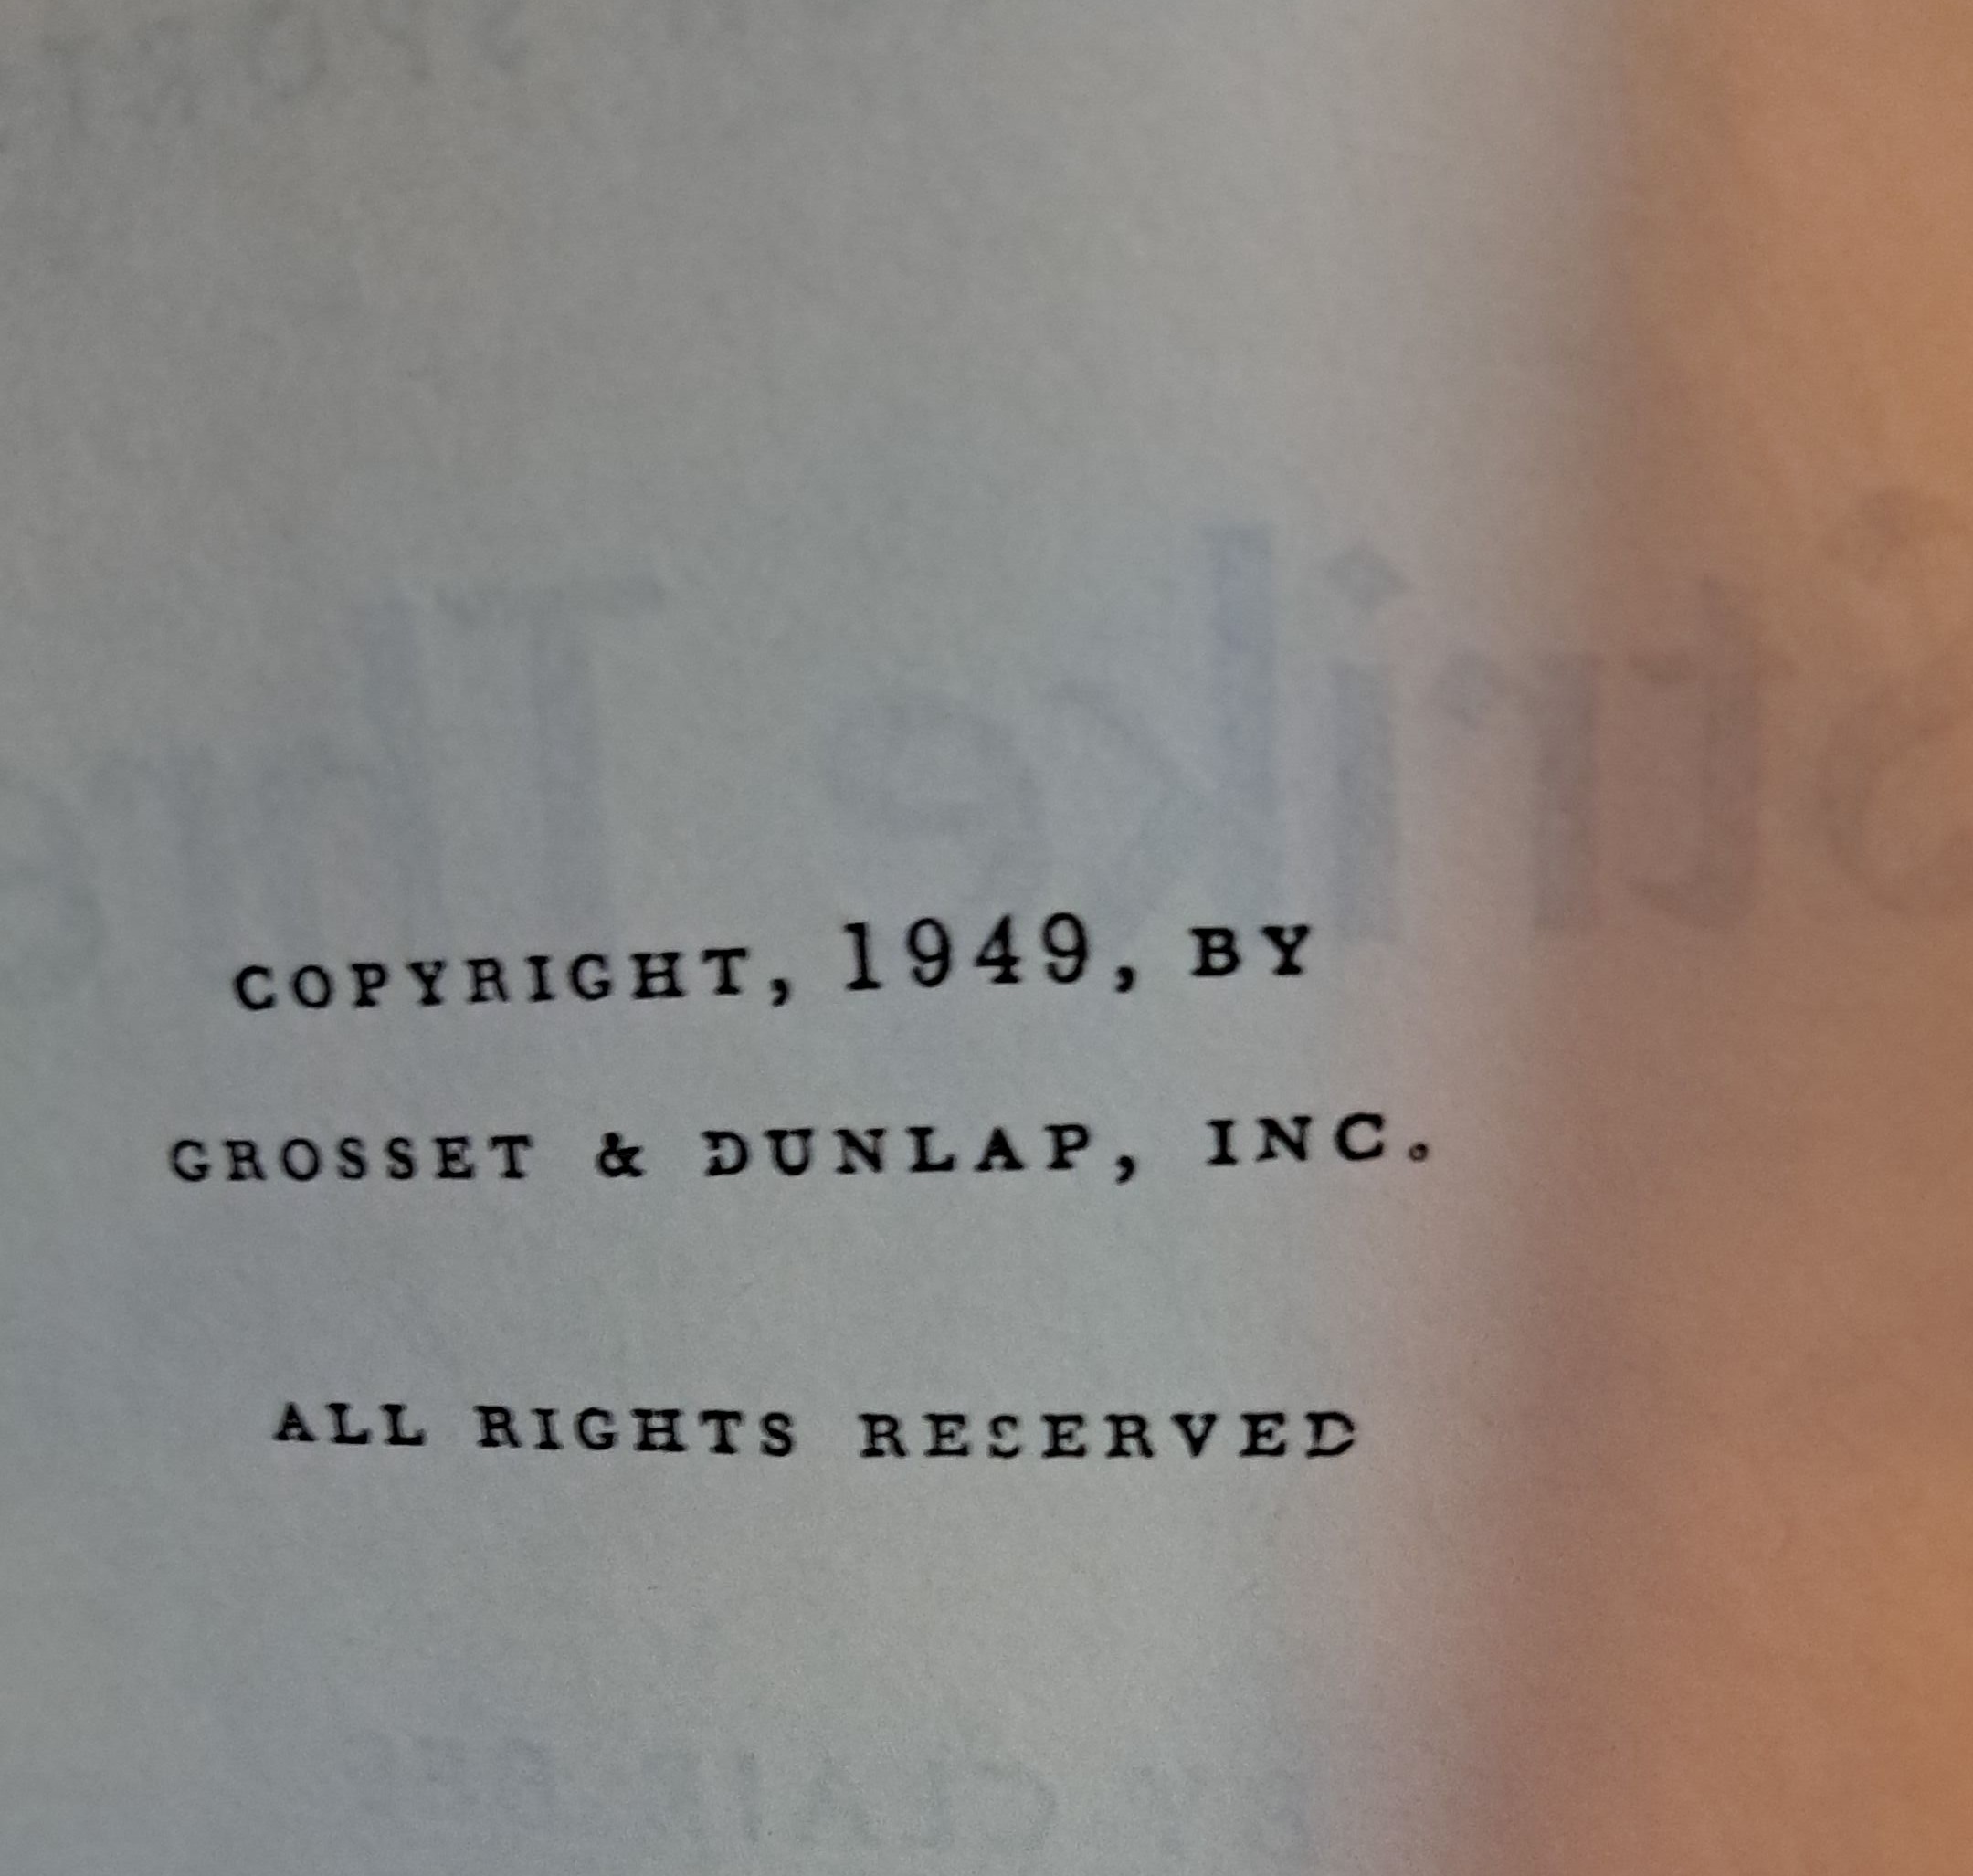 COPYRIGHT, 1949, BY
GROSSET & DUNLAP, INC.
ALL RIGHTS RESERVED